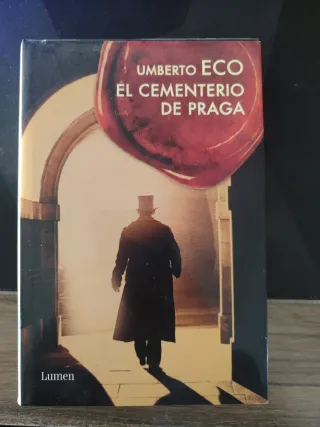 UMBERTO ECO
EL CEMENTERIO
DE PRAGA
Lumen